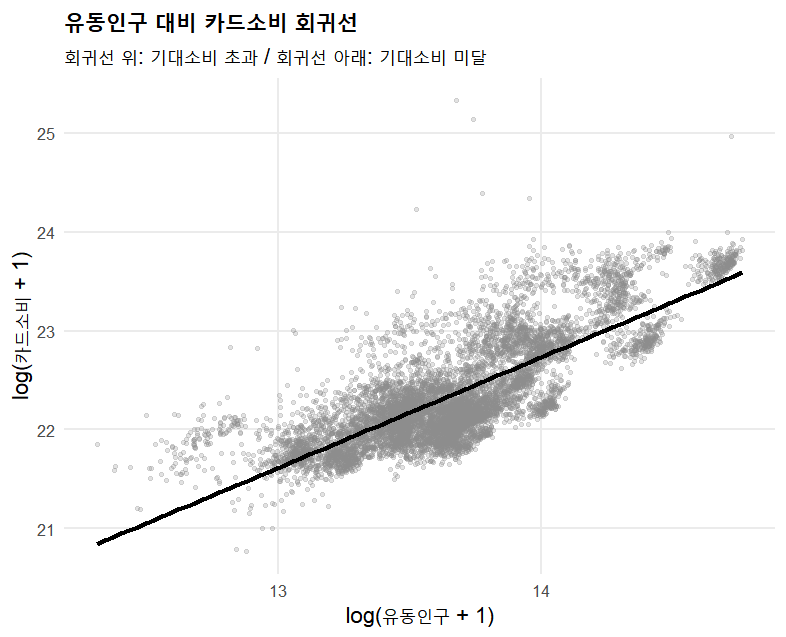 유동인구 대비 카드소비 회귀선
회귀선 위: 기대소비 초과 / 회귀선 아래: 기대소비 미달
25
24
23
22
21
log(카드소비 + 1)
13
14
log(유동인구 + 1)